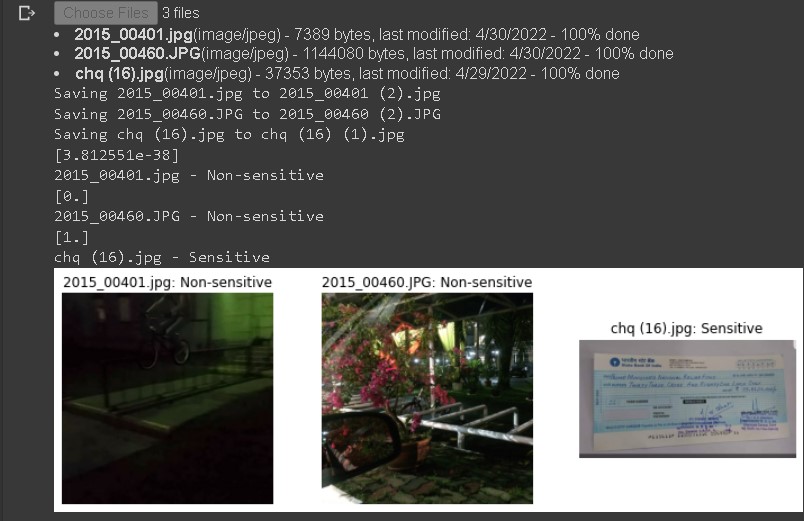 Choose Files 3 files
• 2015_00401.jpg(image/jpeg) - 7389 bytes, last modified: 4/30/2022 - 100% done
• 2015_00460.JPG(image/jpeg) - 1144080 bytes, last modified: 4/30/2022 - 100% done
• chq (16).jpg(image/jpeg) - 37353 bytes, last modified: 4/29/2022 - 100% done
Saving 2015_00401.jpg to 2015_00401 (2).jpg
Saving 2015_00460.JPG to 2015_00460 (2).JPG
Saving chq (16).jpg to chq (16) (1).jpg
[3.812551e-38]
2015_00401.jpg - Non-sensitive
[0.]
2015_00460.JPG - Non-sensitive
[1.]
chq (16).jpg - Sensitive
2015_00401.jpg: Non-sensitive 2015_00460.JPG: Non-sensitive
chq (16).jpg: Sensitive
भारतीय स्टेट बैंक
State Bank of India